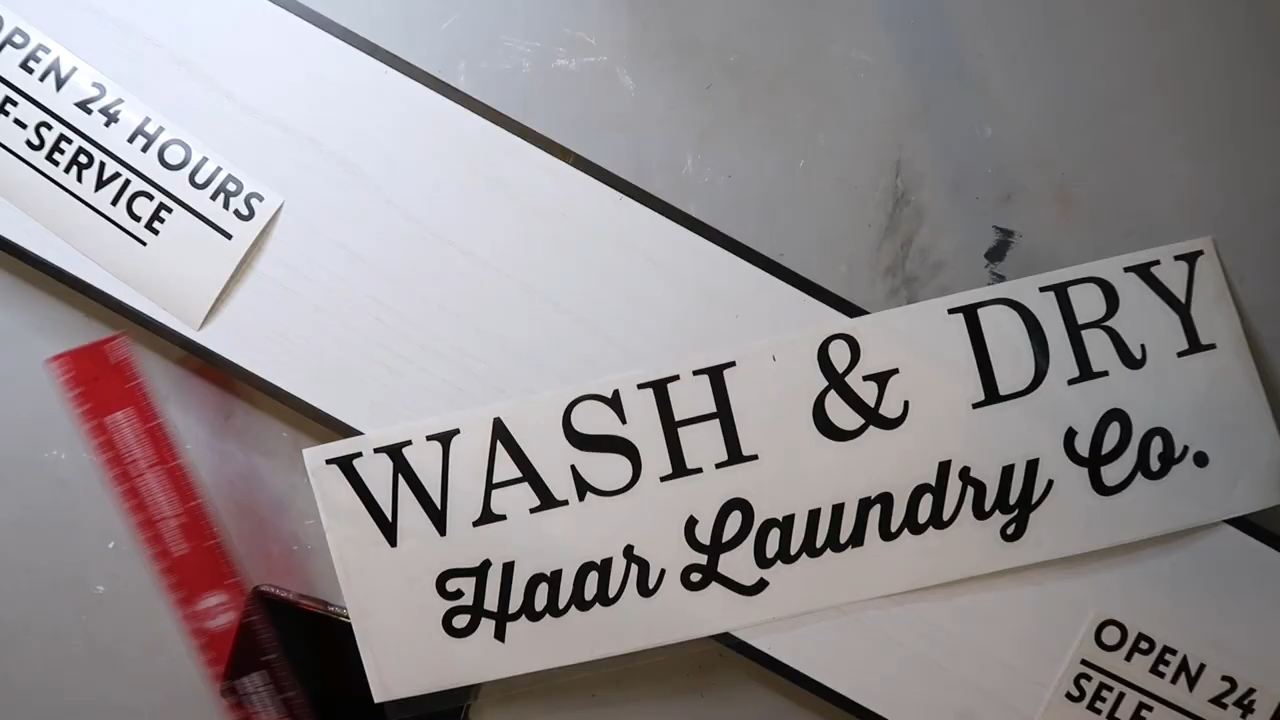 OPEN 24 HOURS
F-SERVICE
WASH & DRY
Haar Laundry Co.
OPEN 24
SELF